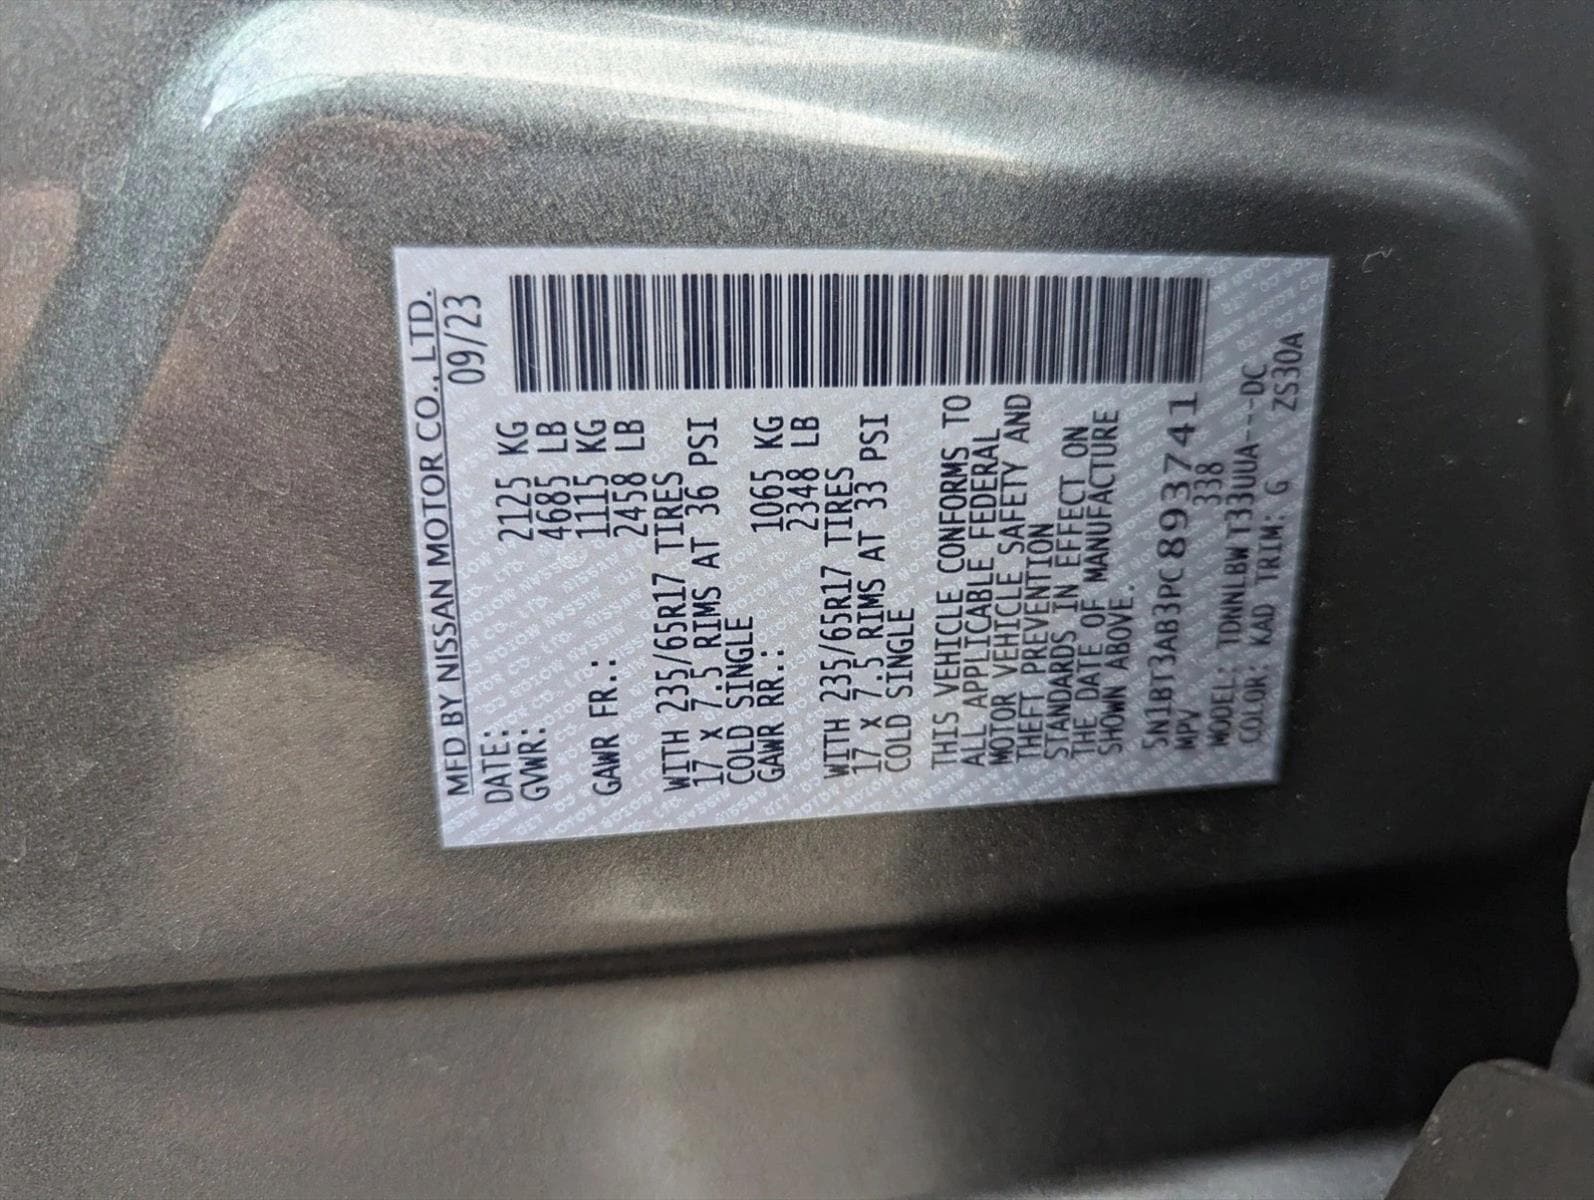 MFD BY NISSAN MOTOR CO., LTD.
DATE: 09/23
GVWR: 2125 KG
4685 LB
GAWR FR.: 1115 KG
2458 LB
WITH 235/65R17 TIRES
17 x 7.5 RIMS AT 36 PSI
COLD SINGLE
GAWR RR.: 1065 KG
2348 LB
WITH 235/65R17 TIRES
17 x 7.5 RIMS AT 33 PSI
COLD SINGLE
THIS VEHICLE CONFORMS TO
ALL APPLICABLE FEDERAL
MOTOR VEHICLE SAFETY AND
THEFT PREVENTION
STANDARDS IN EFFECT ON
THE DATE OF MANUFACTURE
SHOWN ABOVE.
5N1BT3AB3PC893741
MPV 338
MODEL: TDNNLBWT33UUA---DC
COLOR: KAD TRIM: G ZS30A